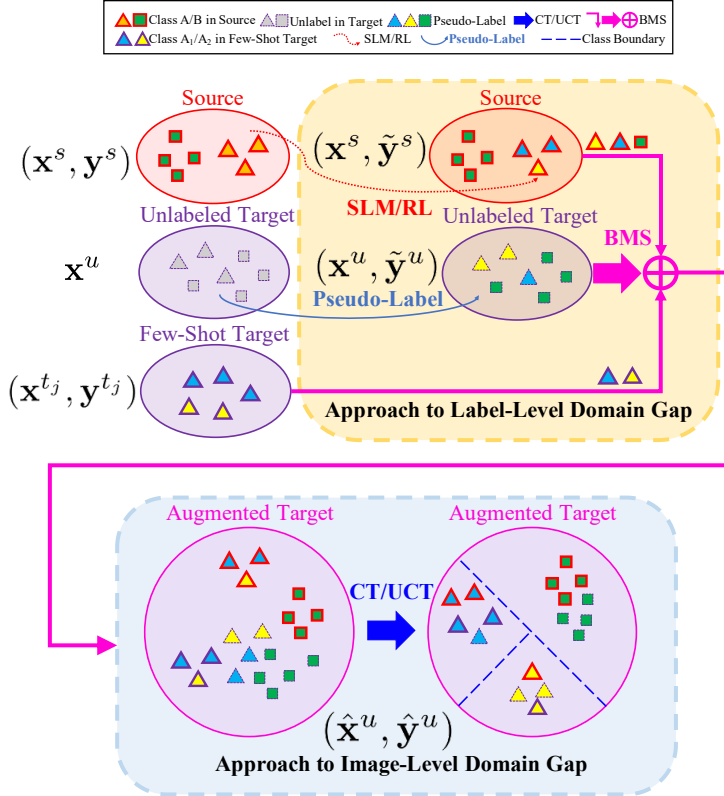 Class A/B in Source Unlabel in Target Pseudo-Label CT/UCT BMS
Class A₁/A₂ in Few-Shot Target SLM/RL Pseudo-Label Class Boundary
Source Source
(x^s, y^s) (x^s, ỹ^s)
SLM/RL
Unlabeled Target Unlabeled Target
BMS
x^u (x^u, ỹ^u)
Pseudo-Label
Few-Shot Target
(x^{t_j}, y^{t_j})
Approach to Label-Level Domain Gap
Augmented Target Augmented Target
CT/UCT
(x̂^u, ŷ^u)
Approach to Image-Level Domain Gap